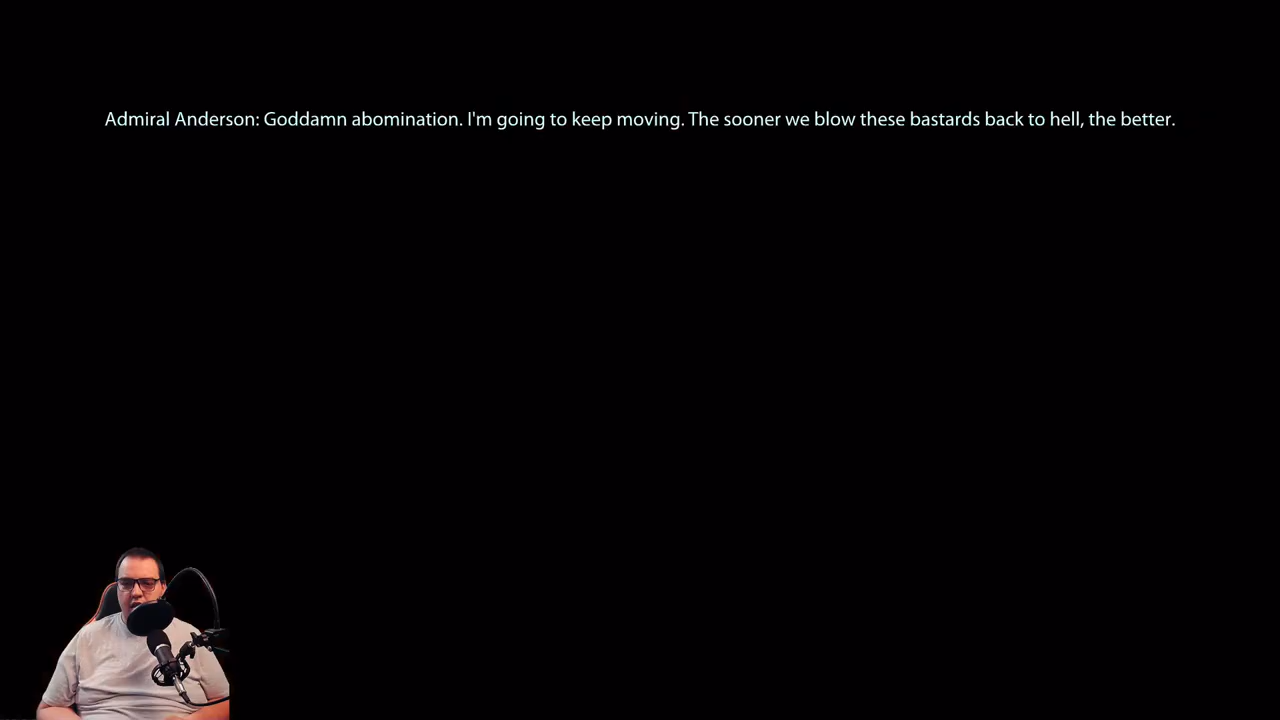 Admiral Anderson: Goddamn abomination. I'm going to keep moving. The sooner we blow these bastards back to hell, the better.